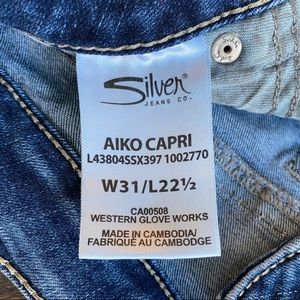 Silver
JEANS CO.
AIKO CAPRI
L43804SSX397 1002770
W31/L22½
CA00508
WESTERN GLOVE WORKS
MADE IN CAMBODIA/
FABRIQUÉ AU CAMBODGE